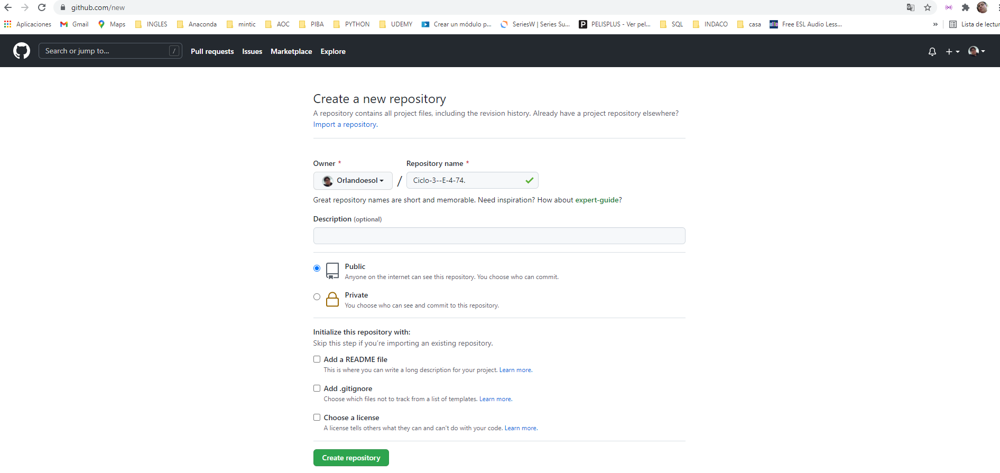 github.com/new
Aplicaciones Gmail Maps INGLES Anaconda mintic AOC PIBA PYTHON UDEMY Crear un módulo p... SeriesW | Series Su... PELISPLUS - Ver pel... SQL INDACO casa Free ESL Audio Less... » Lista de lectur
Search or jump to... / Pull requests Issues Marketplace Explore
Create a new repository
A repository contains all project files, including the revision history. Already have a project repository elsewhere?
Import a repository.
Owner * Repository name *
Orlandoesol / Ciclo-3--E-4-74.
Great repository names are short and memorable. Need inspiration? How about expert-guide?
Description (optional)
Public
Anyone on the internet can see this repository. You choose who can commit.
Private
You choose who can see and commit to this repository.
Initialize this repository with:
Skip this step if you're importing an existing repository.
Add a README file
This is where you can write a long description for your project. Learn more.
Add .gitignore
Choose which files not to track from a list of templates. Learn more.
Choose a license
A license tells others what they can and can't do with your code. Learn more.
Create repository